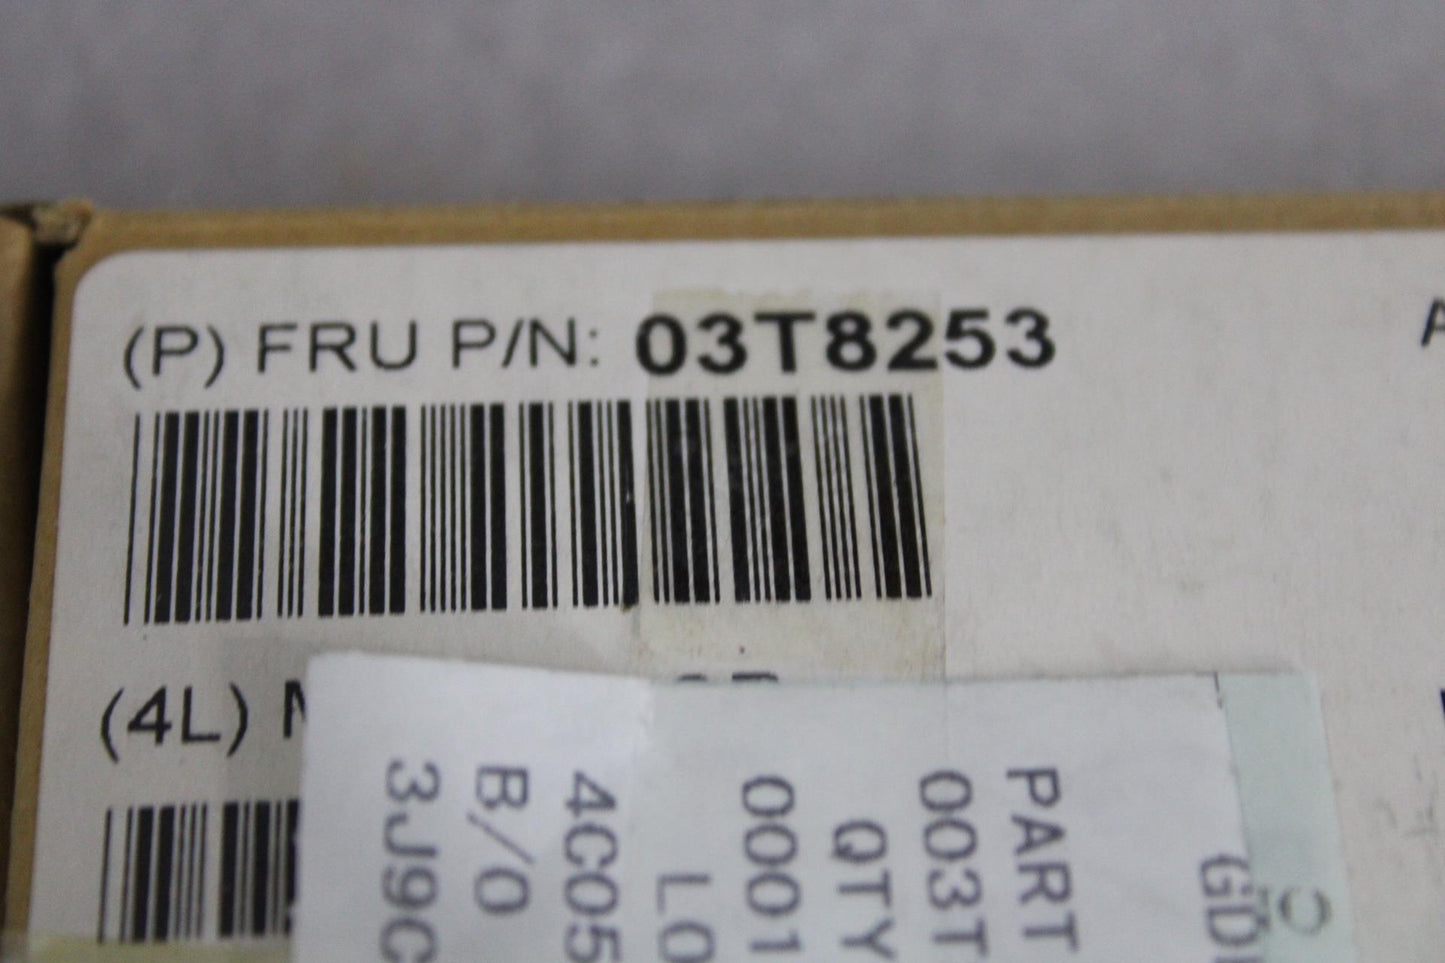 (P) FRU P/N: 03T8253
(4L)
PART
003T
QTY
0001
LO
4C05
B/O
3J9C